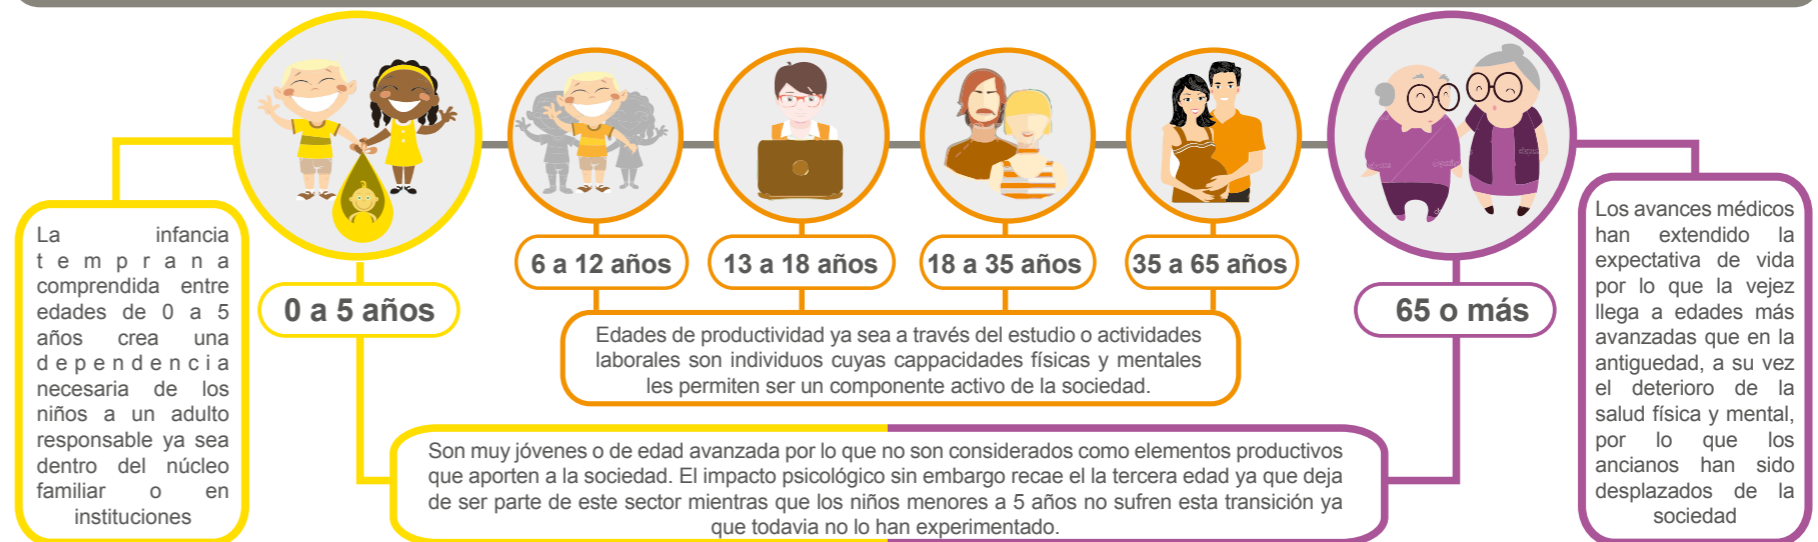 La infancia
temprana
comprendida entre
edades de 0 a 5
años crea una
dependencia
necesaria de los
niños a un adulto
responsable ya sea
dentro del núcleo
familiar o en
instituciones
0 a 5 años
6 a 12 años
13 a 18 años
18 a 35 años
35 a 65 años
65 o más
Edades de productividad ya sea a través del estudio o actividades
laborales son individuos cuyas cappacidades físicas y mentales
les permiten ser un componente activo de la sociedad.
Son muy jóvenes o de edad avanzada por lo que no son considerados como elementos productivos
que aporten a la sociedad. El impacto psicológico sin embargo recae el la tercera edad ya que deja
de ser parte de este sector mientras que los niños menores a 5 años no sufren esta transición ya
que todavia no lo han experimentado.
Los avances médicos
han extendido la
expectativa de vida
por lo que la vejez
llega a edades más
avanzadas que en la
antiguedad, a su vez
el deterioro de la
salud física y mental,
por lo que los
ancianos han sido
desplazados de la
sociedad